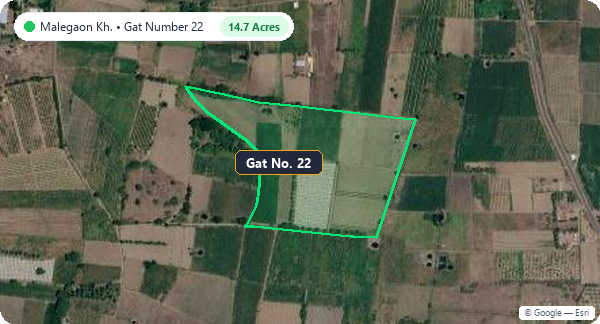 Malegaon Kh. • Gat Number 22 14.7 Acres
Gat No. 22
© Google — Esri